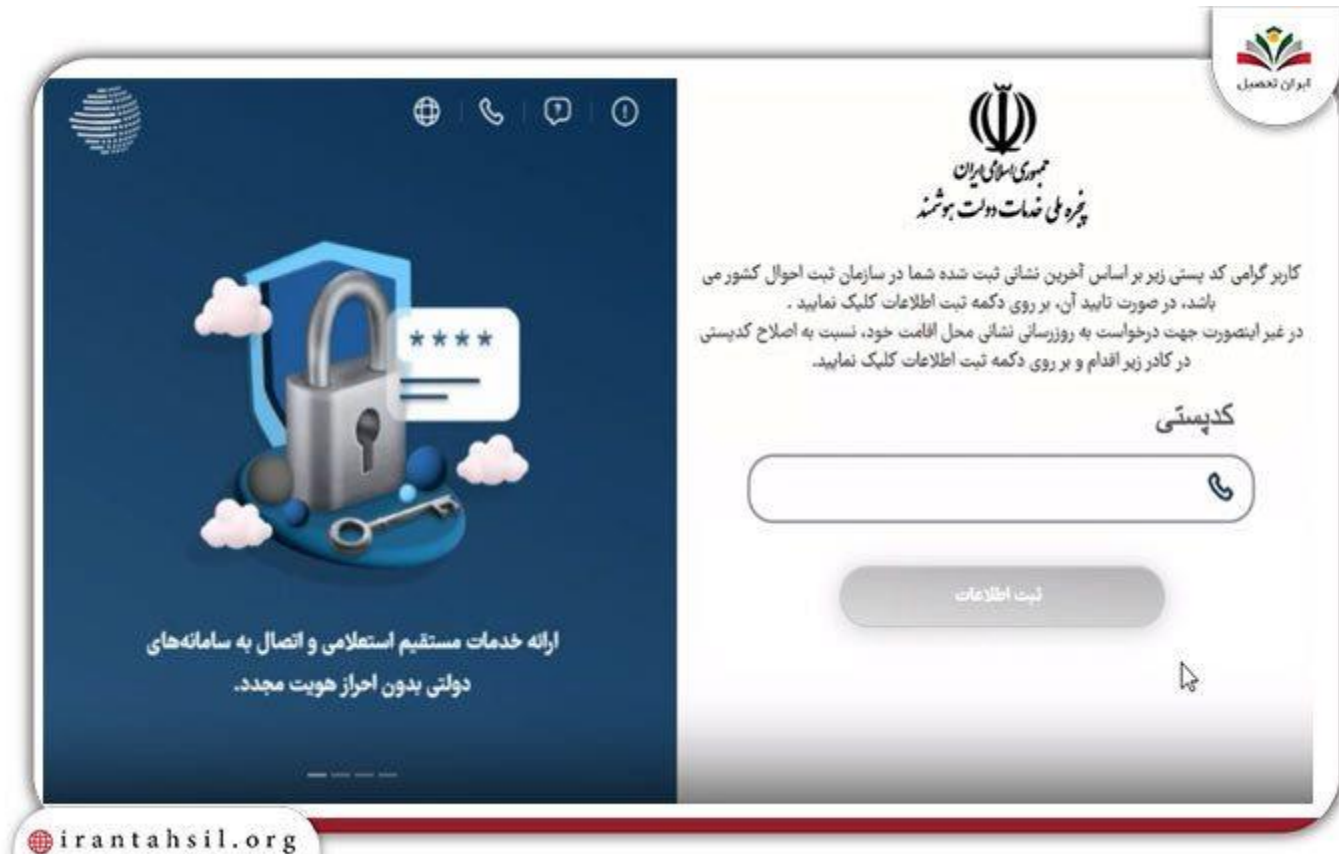 ایران تحصیل
جمهوری اسلامی ایران
پنجره ملی خدمات دولت هوشمند
کاربر گرامی کد پستی زیر بر اساس آخرین نشانی ثبت شده شما در سازمان ثبت احوال کشور می
باشد، در صورت تایید آن، بر روی دکمه ثبت اطلاعات کلیک نمایید .
در غیر اینصورت جهت درخواست به روزرسانی نشانی محل اقامت خود، نسبت به اصلاح کدپستی
در کادر زیر اقدام و بر روی دکمه ثبت اطلاعات کلیک نمایید.
کدپستی
ثبت اطلاعات
****
ارائه خدمات مستقیم استعلامی و اتصال به سامانه‌های
دولتی بدون احراز هویت مجدد.
irantahsil.org